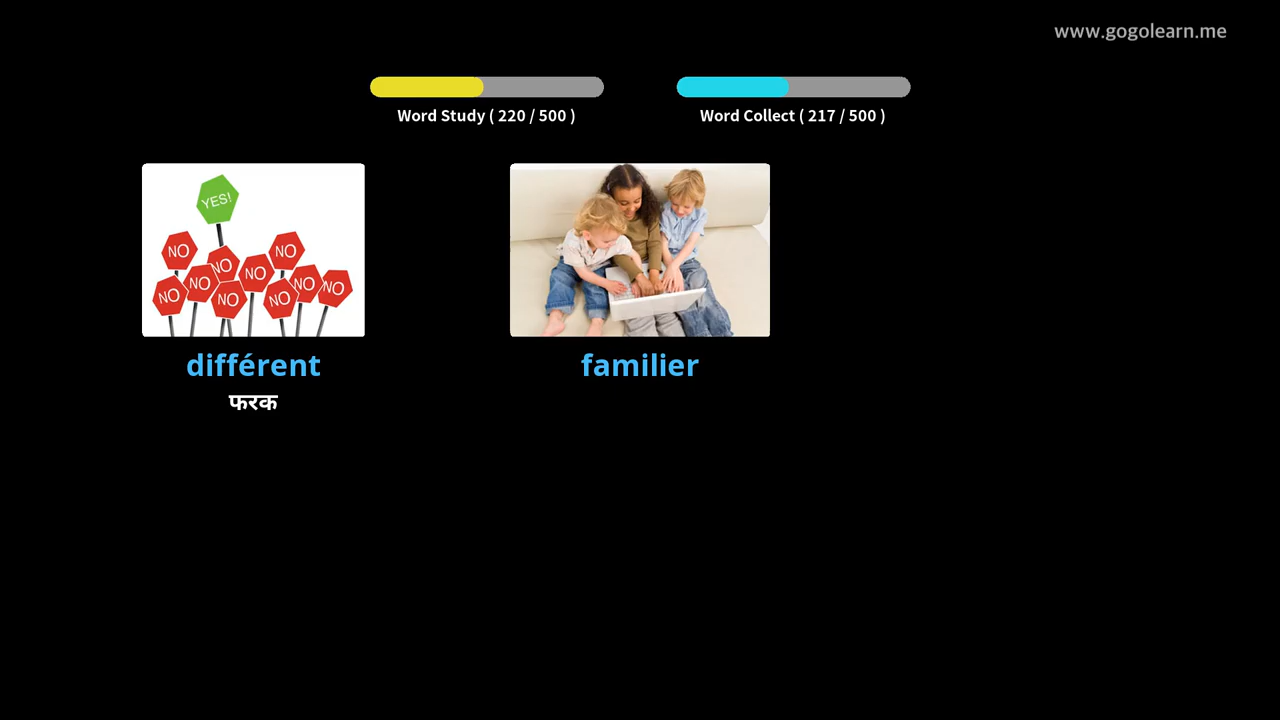 www.gogolearn.me
Word Study ( 220 / 500 )
Word Collect ( 217 / 500 )
YES!
NO
NO
NO
NO
NO
NO
NO
NO
NO
NO
différent
familier
फरक